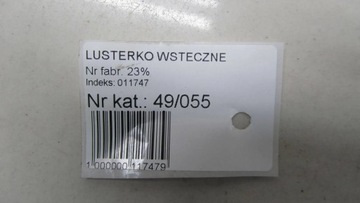 LUSTERKO WSTECZNE
Nr fabr. 23%
Indeks: 011747
Nr kat.: 49/055
1 000000 117479